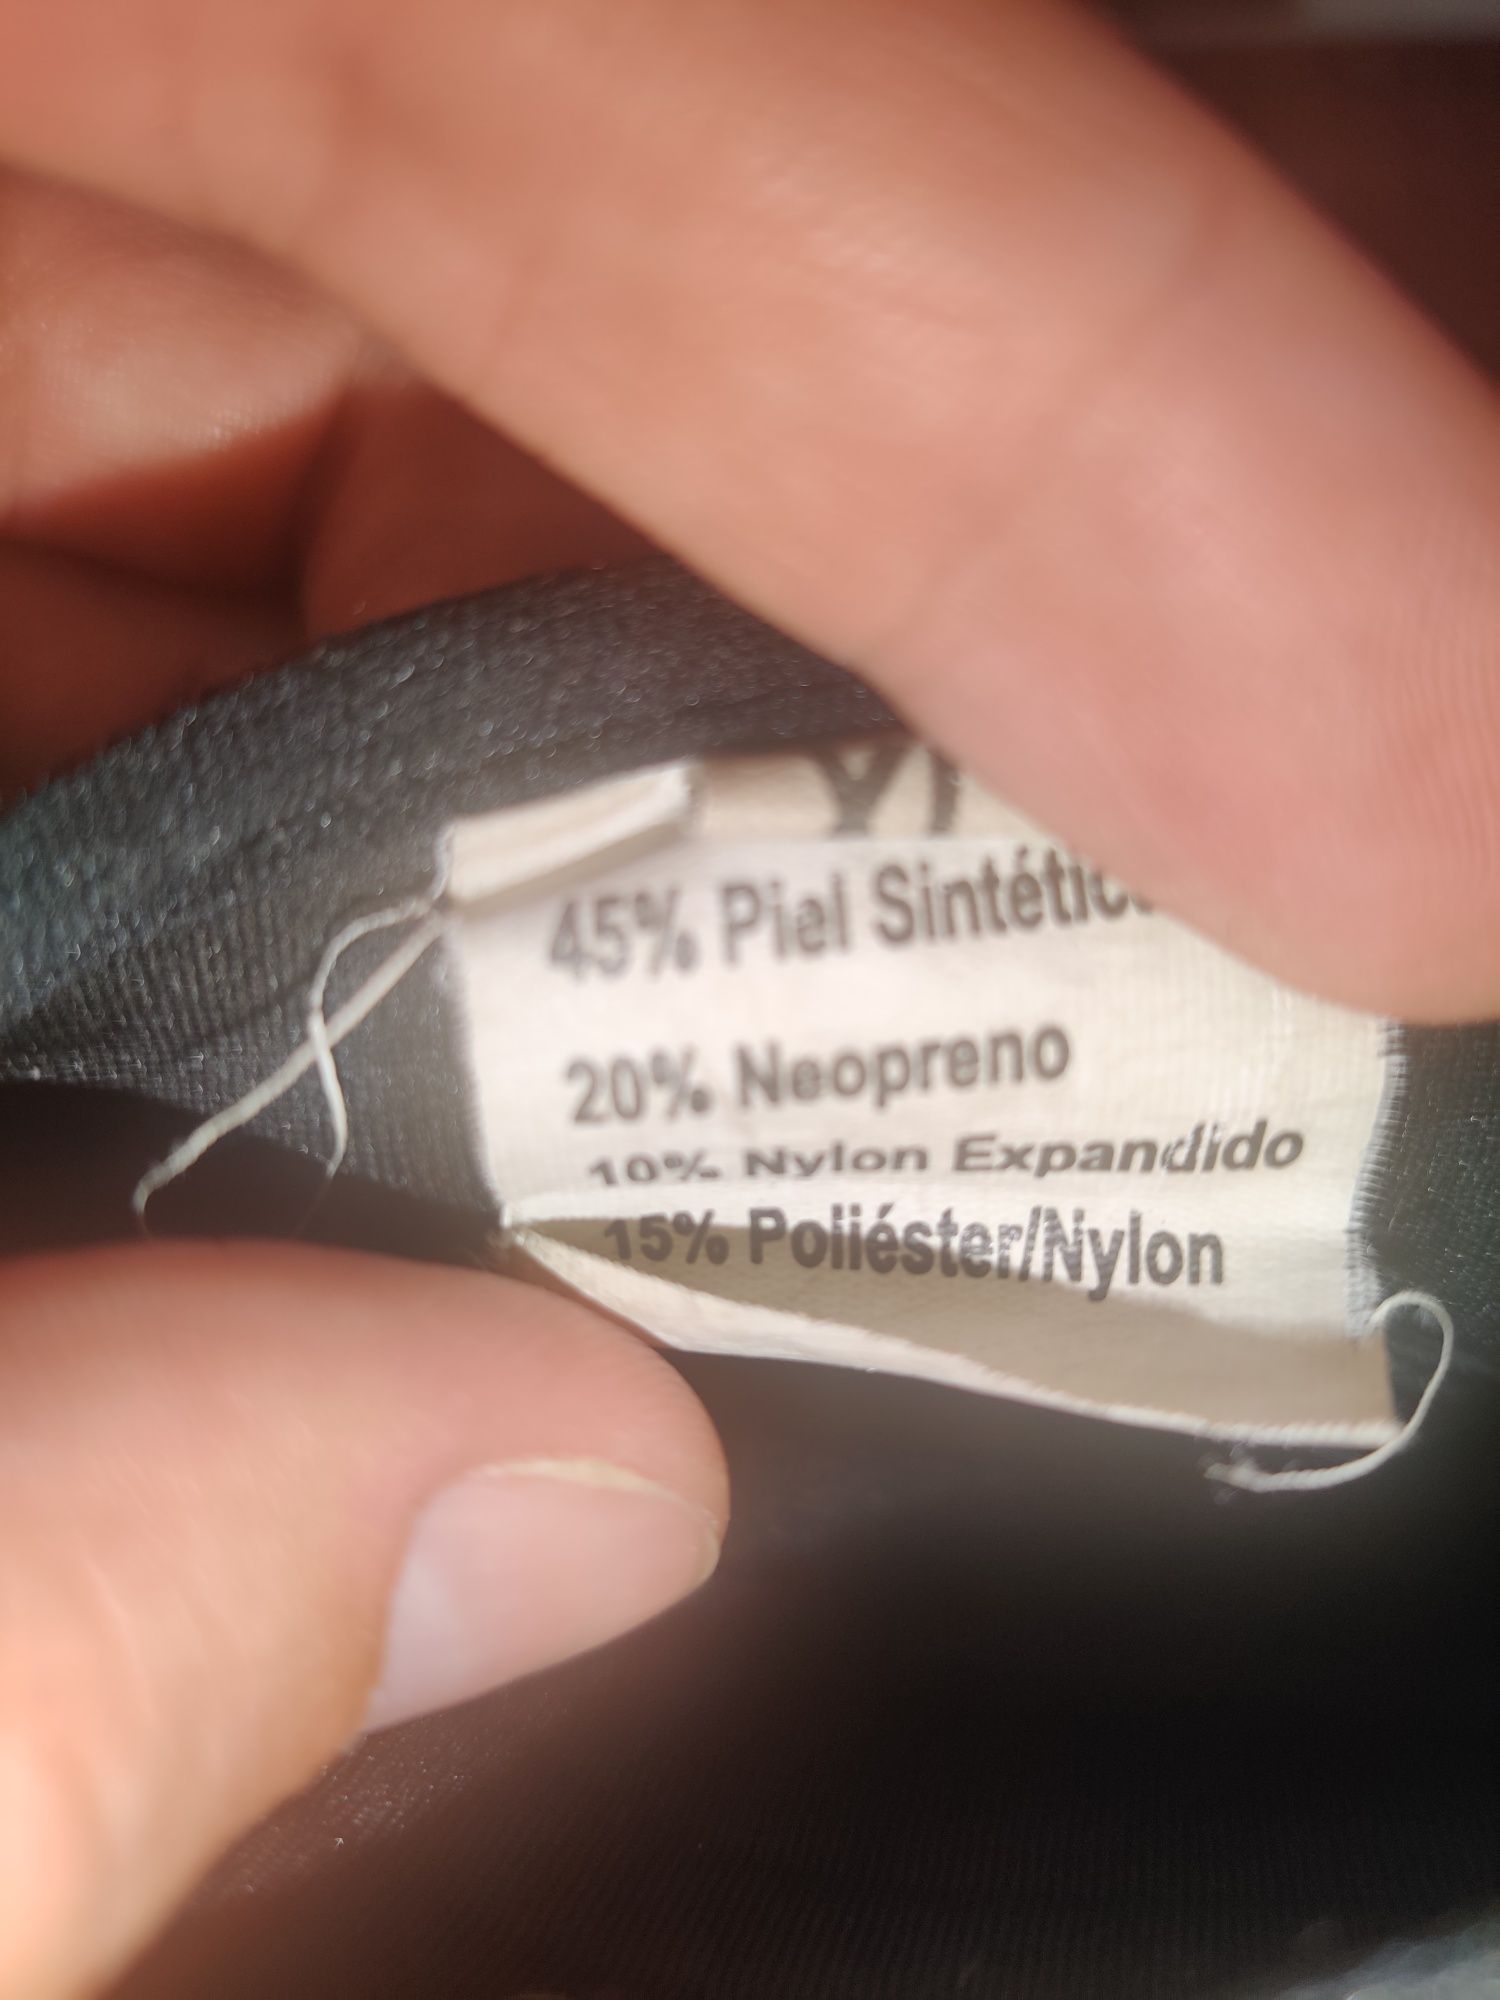 45% Piel Sintétic
20% Neopreno
10% Nylon Expandido
15% Poliéster/Nylon